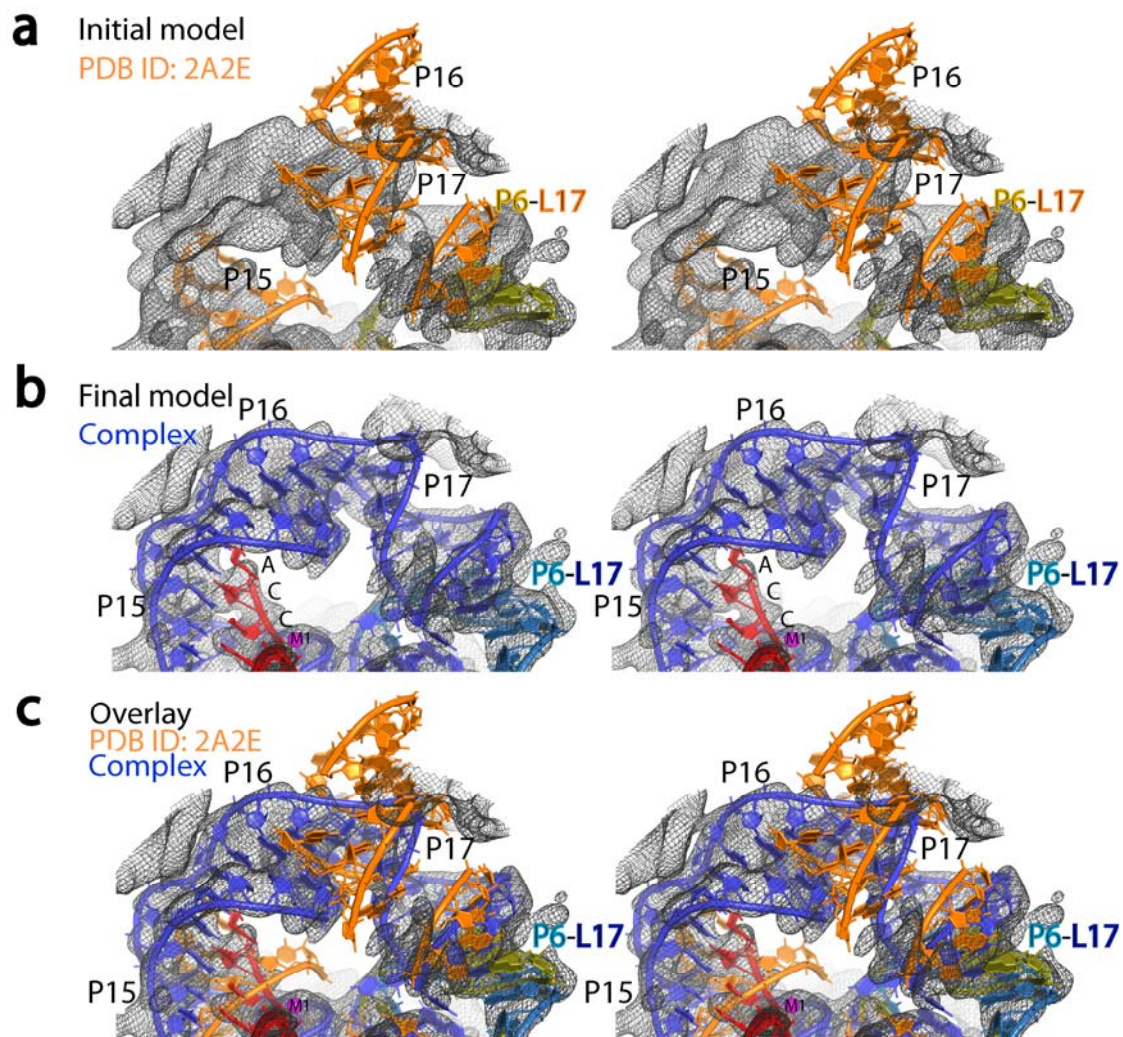 a
Initial model
PDB ID: 2A2E
P16
P16
P17
P17
P6-L17
P6-L17
P15
P15
b
Final model
Complex
P16
P16
P17
P17
A
A
P6-L17
P6-L17
C
C
P15
P15
C
C
M1
M1
c
Overlay
PDB ID: 2A2E
Complex
P16
P16
P17
P17
P6-L17
P6-L17
P15
P15
M1
M1